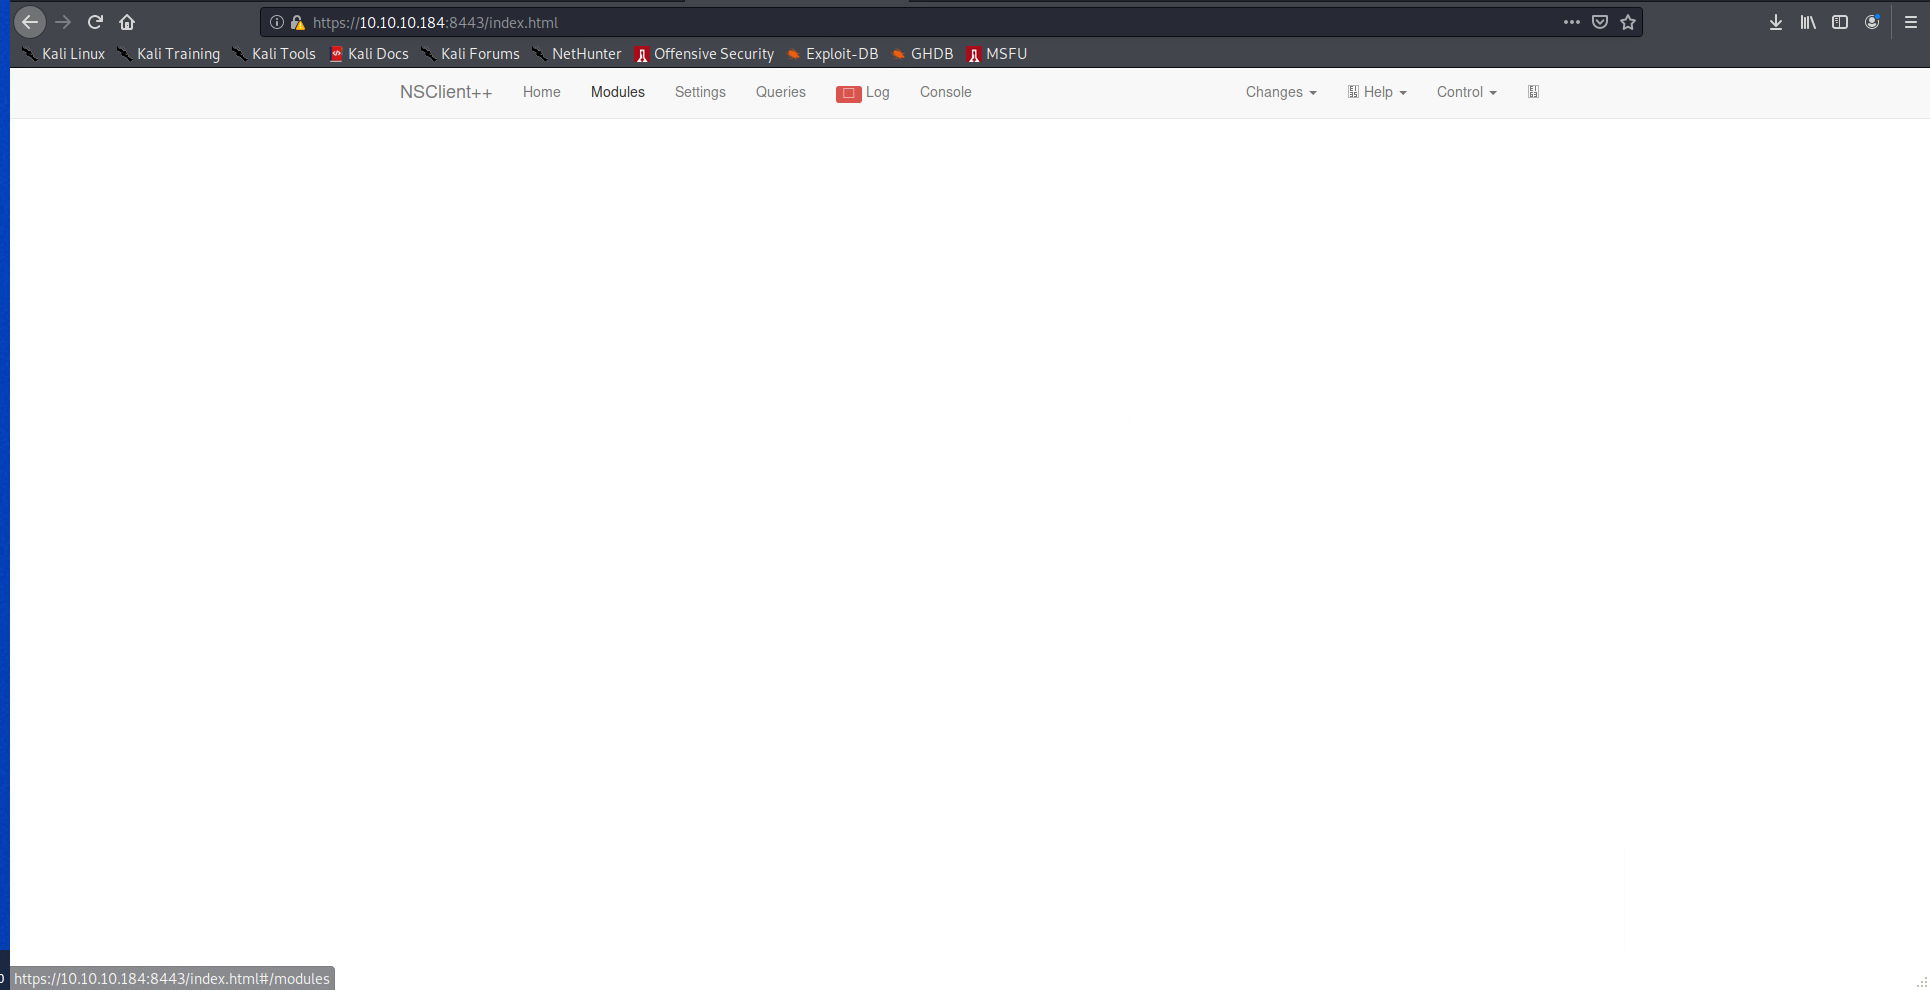 https://10.10.10.184:8443/index.html
Kali Linux Kali Training Kali Tools Kali Docs Kali Forums NetHunter Offensive Security Exploit-DB GHDB MSFU
NSClient++ Home Modules Settings Queries Log Console Changes Help Control
https://10.10.10.184:8443/index.html#/modules